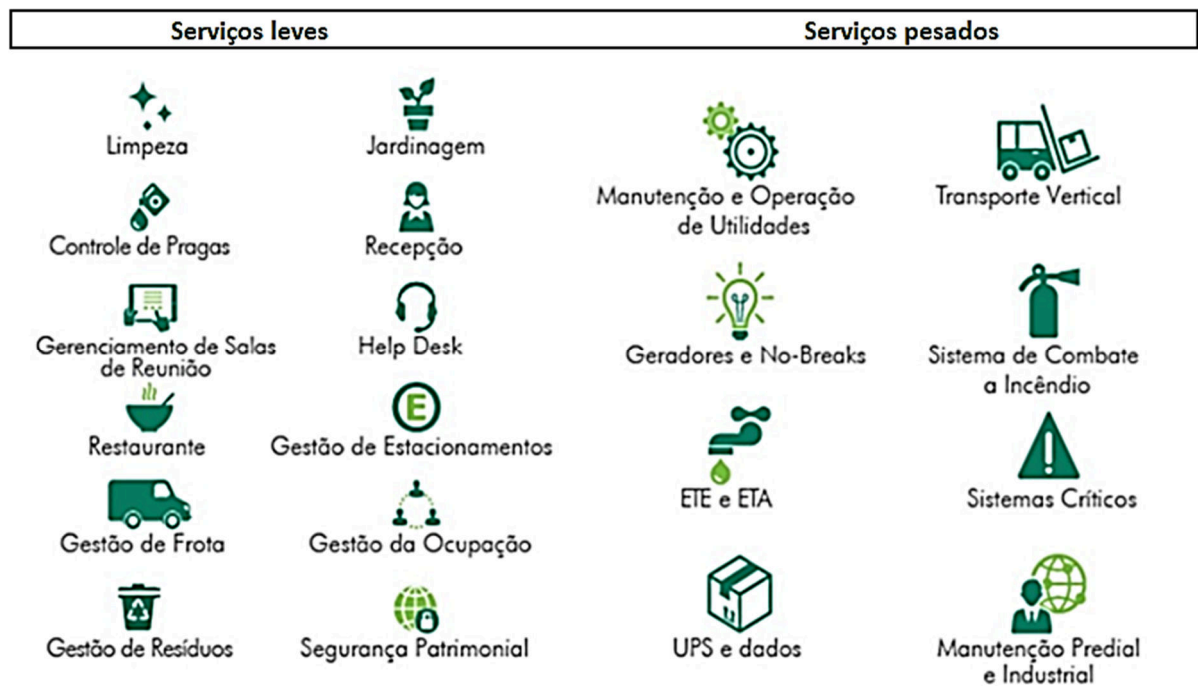 Serviços leves
Serviços pesados
Limpeza
Jardinagem
Controle de Pragas
Recepção
Gerenciamento de Salas
de Reunião
Help Desk
Restaurante
E
Gestão de Estacionamentos
Gestão de Frota
Gestão da Ocupação
Gestão de Resíduos
Segurança Patrimonial
Manutenção e Operação
de Utilidades
Transporte Vertical
Geradores e No-Breaks
Sistema de Combate
a Incêndio
ETE e ETA
Sistemas Críticos
UPS e dados
Manutenção Predial
e Industrial